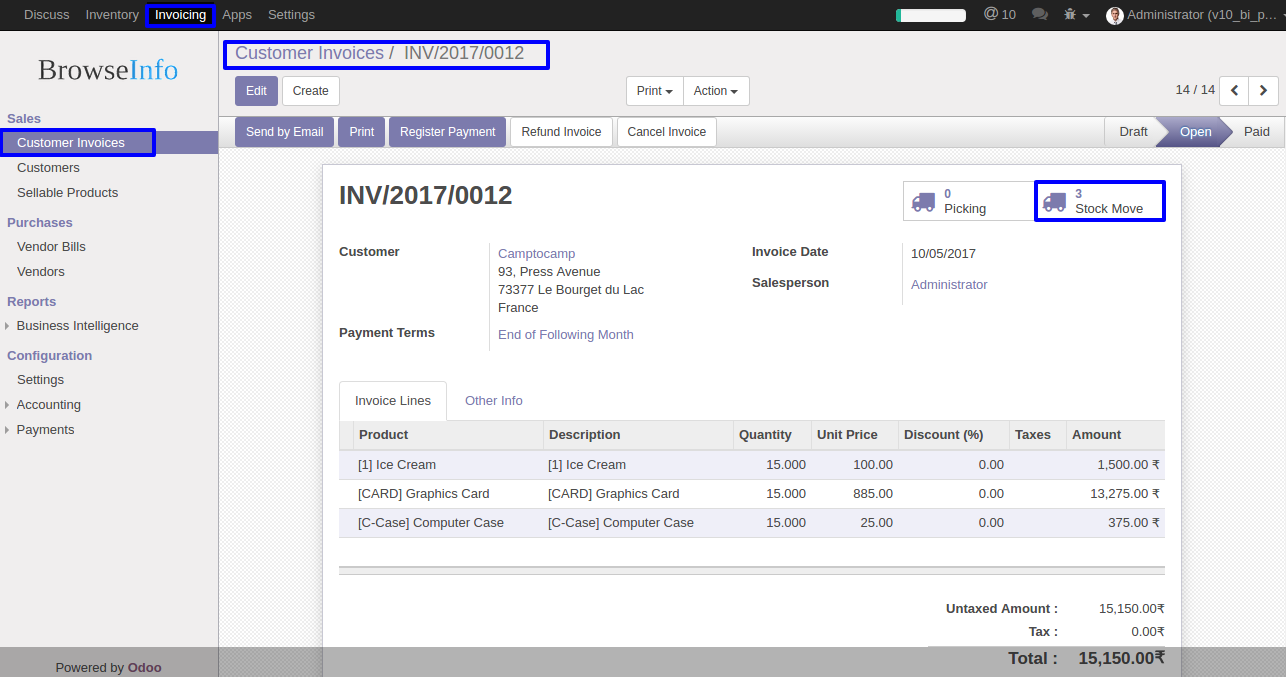 Discuss Inventory Invoicing Apps Settings @ 10 Administrator (v10_bi_p...
BrowseInfo
Customer Invoices / INV/2017/0012
Edit Create Print Action 14 / 14
Send by Email Print Register Payment Refund Invoice Cancel Invoice Draft Open Paid
Sales
Customer Invoices
Customers
Sellable Products
Purchases
Vendor Bills
Vendors
Reports
Business Intelligence
Configuration
Settings
Accounting
Payments
Powered by Odoo
INV/2017/0012
0 Picking
3 Stock Move
Customer
Camptocamp
93, Press Avenue
73377 Le Bourget du Lac
France
Payment Terms End of Following Month
Invoice Date 10/05/2017
Salesperson Administrator
Invoice Lines Other Info
Product Description Quantity Unit Price Discount (%) Taxes Amount
[1] Ice Cream [1] Ice Cream 15.000 100.00 0.00 1,500.00 ₹
[CARD] Graphics Card [CARD] Graphics Card 15.000 885.00 0.00 13,275.00 ₹
[C-Case] Computer Case [C-Case] Computer Case 15.000 25.00 0.00 375.00 ₹
Untaxed Amount : 15,150.00₹
Tax : 0.00₹
Total : 15,150.00₹